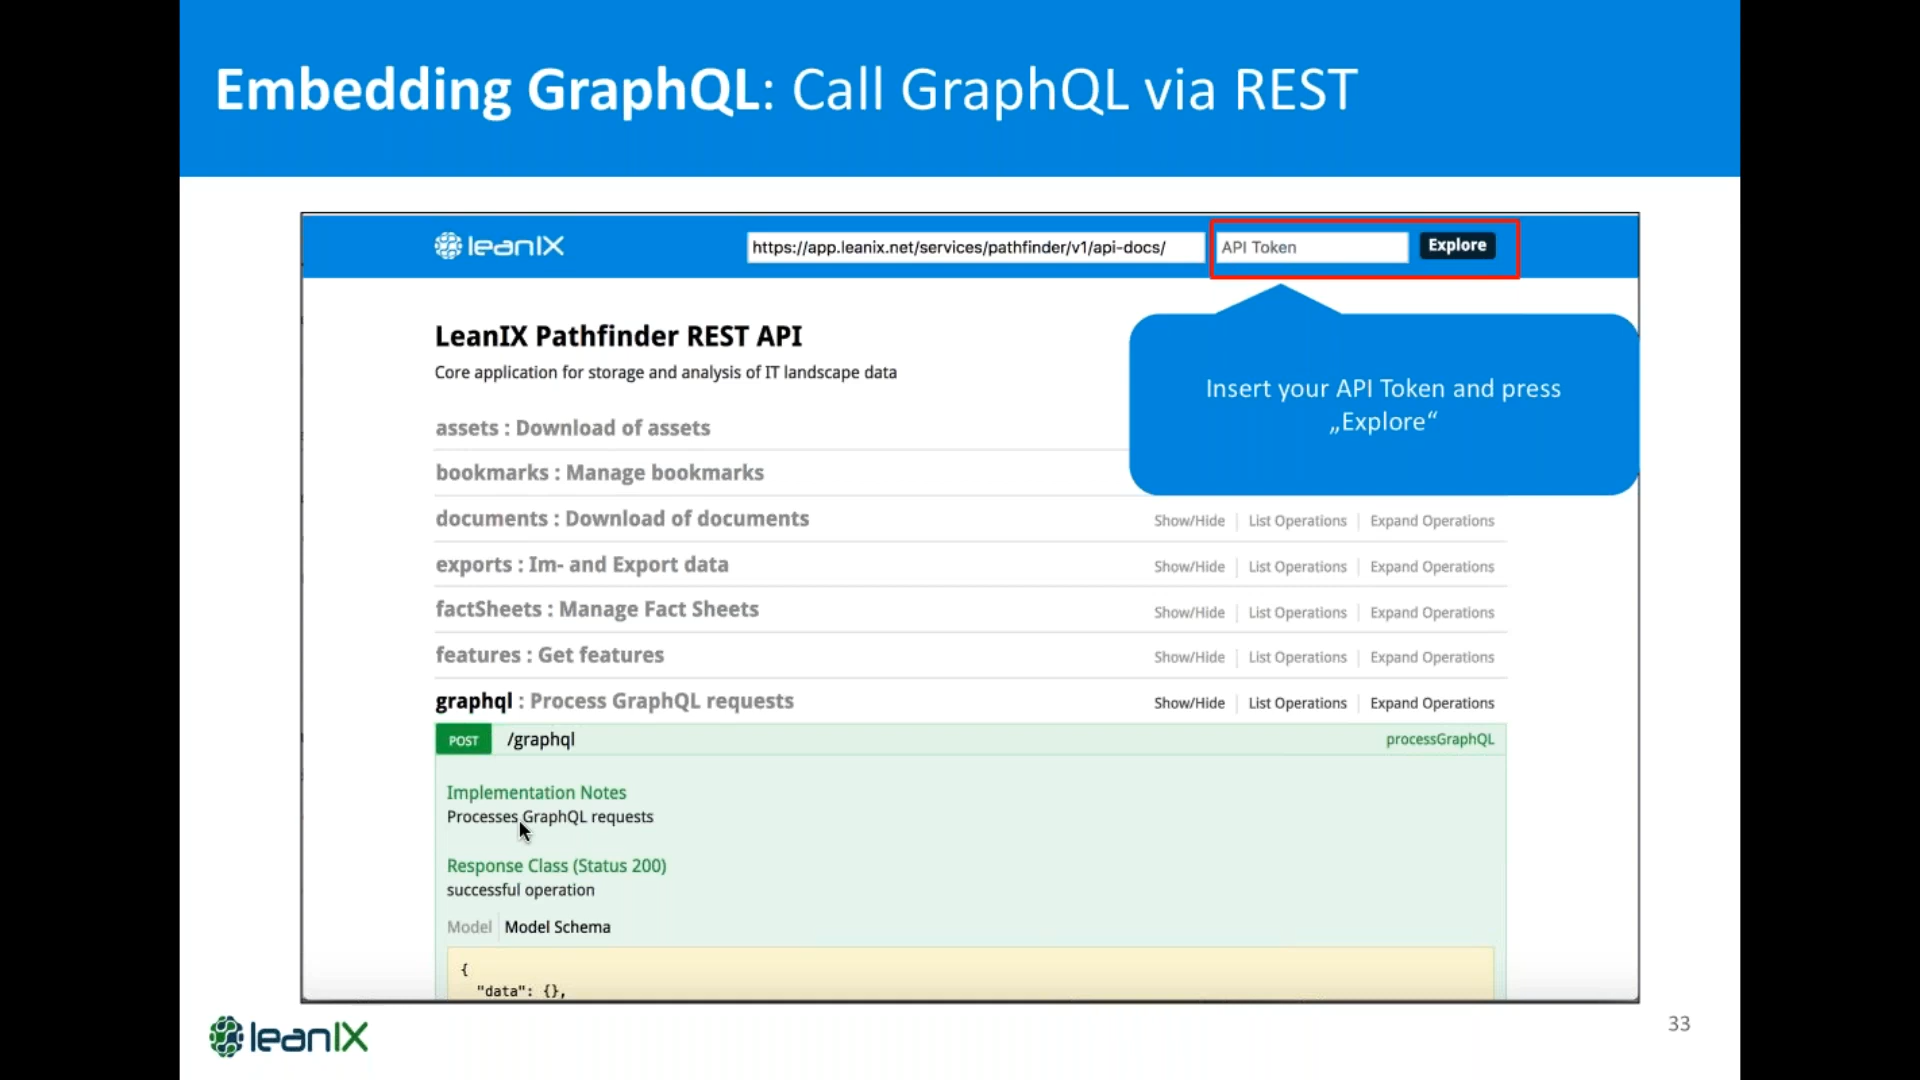 Embedding GraphQL: Call GraphQL via REST
leanIX
https://app.leanix.net/services/pathfinder/v1/api-docs/
API Token
Explore
Insert your API Token and press
„Explore“
LeanIX Pathfinder REST API
Core application for storage and analysis of IT landscape data
assets : Download of assets
bookmarks : Manage bookmarks
documents : Download of documents
Show/Hide | List Operations | Expand Operations
exports : Im- and Export data
Show/Hide | List Operations | Expand Operations
factSheets : Manage Fact Sheets
Show/Hide | List Operations | Expand Operations
features : Get features
Show/Hide | List Operations | Expand Operations
graphql : Process GraphQL requests
Show/Hide | List Operations | Expand Operations
POST /graphql
processGraphQL
Implementation Notes
Processes GraphQL requests
Response Class (Status 200)
successful operation
Model | Model Schema
{
"data": {},
leanIX
33